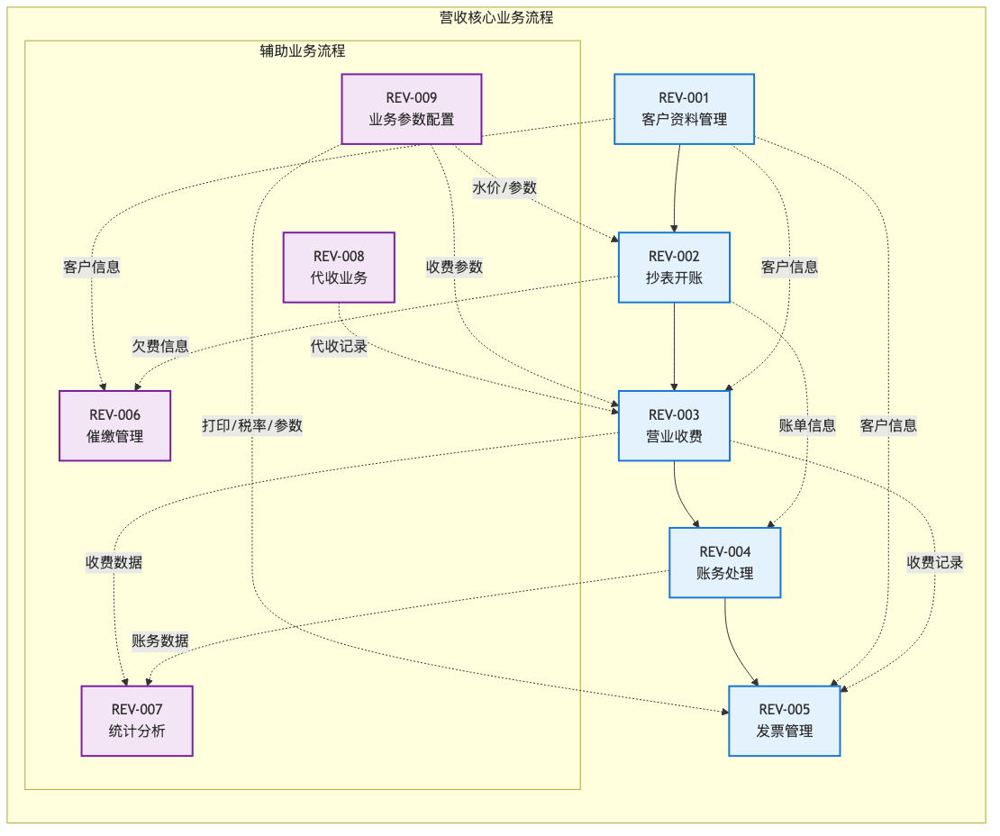 营收核心业务流程
辅助业务流程
REV-009
业务参数配置
REV-001
客户资料管理
水价/参数
REV-008
代收业务
REV-002
抄表开账
客户信息
收费参数
客户信息
欠费信息
代收记录
REV-006
催缴管理
打印/税率/参数
REV-003
营业收费
账单信息
客户信息
收费数据
REV-004
账务处理
收费记录
账务数据
REV-007
统计分析
REV-005
发票管理